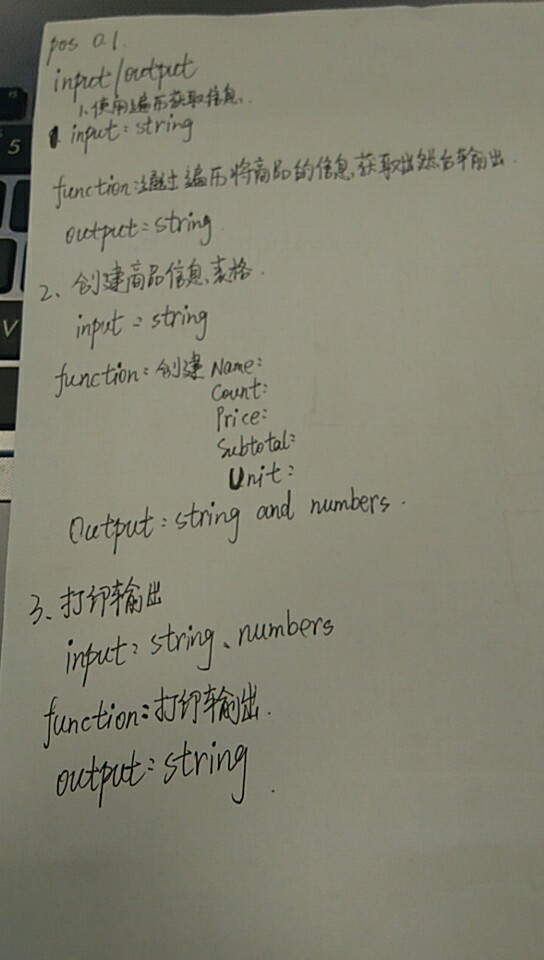 pos 0.1.
input/output
1、使用遍历获取信息.
1. input: string
function: 通过遍历将商品的信息获取出然后输出.
output: string.
2、创建商品信息表格.
input: string
function: 创建 Name:
Count:
Price:
Subtotal:
Unit:
Output: string and numbers.
3、打印输出
input: string、numbers
function: 打印输出.
output: string.